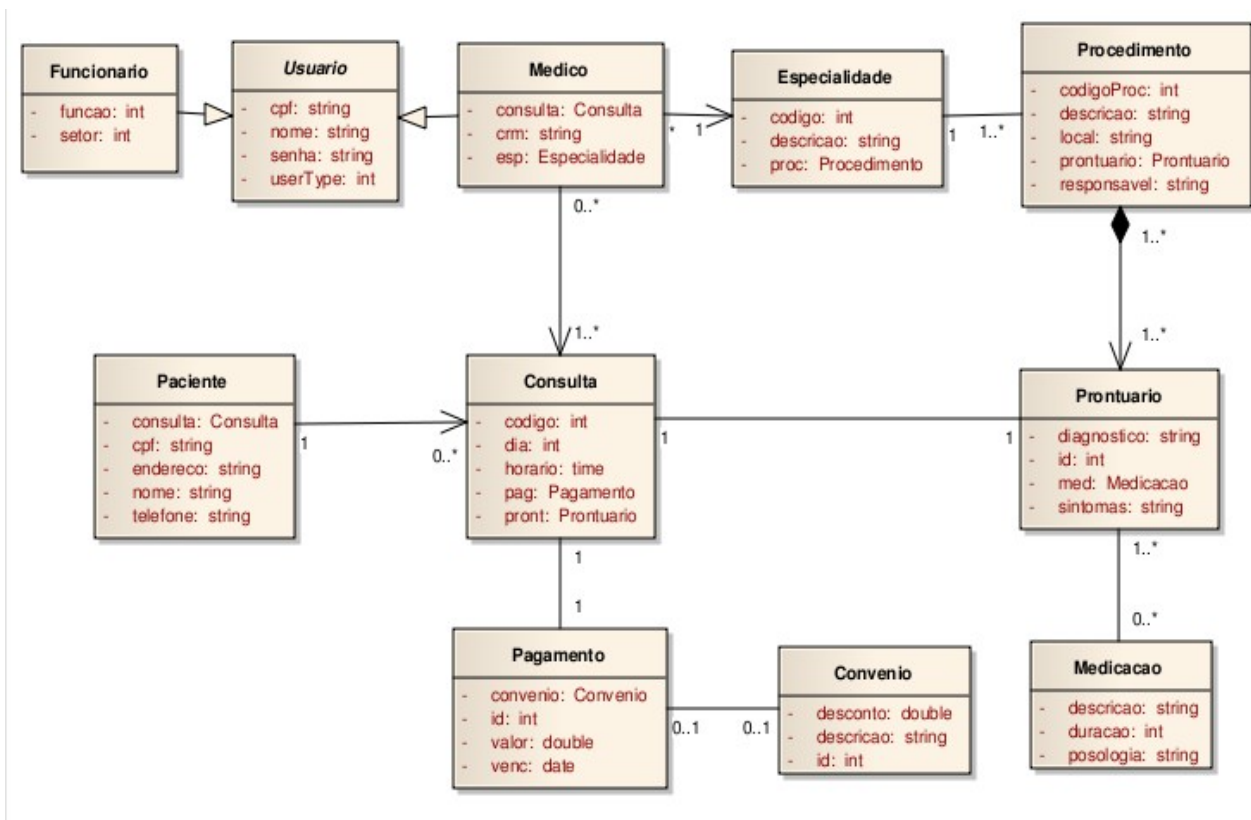 Funcionario
- funcao: int
- setor: int
Usuario
- cpf: string
- nome: string
- senha: string
- userType: int
Medico
- consulta: Consulta
- crm: string
- esp: Especialidade
* 1
Especialidade
- codigo: int
- descricao: string
- proc: Procedimento
1 1..*
Procedimento
- codigoProc: int
- descricao: string
- local: string
- prontuario: Prontuario
- responsavel: string
0..*
1..*
1..*
1..*
Paciente
- consulta: Consulta
- cpf: string
- endereco: string
- nome: string
- telefone: string
1 0..*
Consulta
- codigo: int
- dia: int
- horario: time
- pag: Pagamento
- pront: Prontuario
1 1
Prontuario
- diagnostico: string
- id: int
- med: Medicacao
- sintomas: string
1
1
1..*
0..*
Pagamento
- convenio: Convenio
- id: int
- valor: double
- venc: date
0..1 0..1
Convenio
- desconto: double
- descricao: string
- id: int
Medicacao
- descricao: string
- duracao: int
- posologia: string